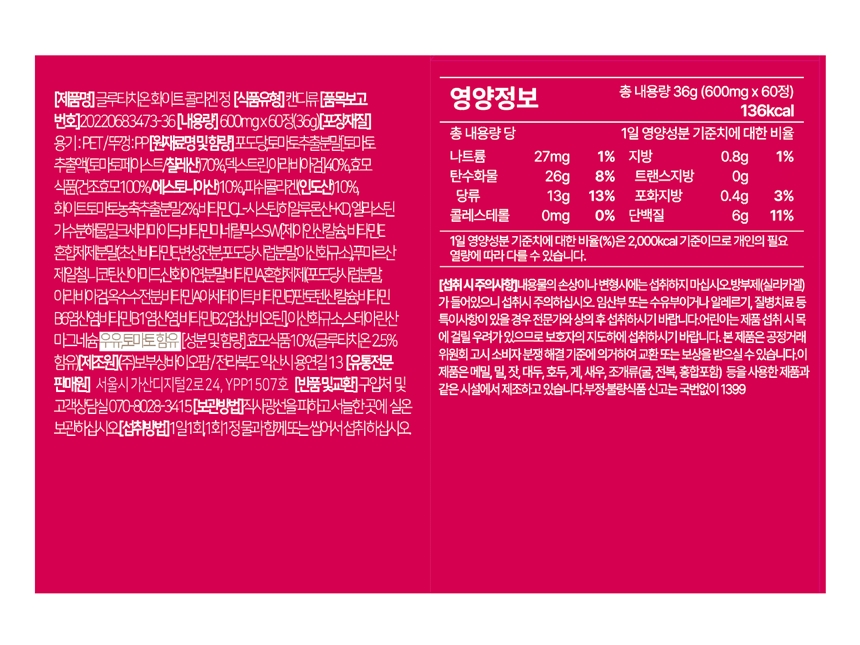 [제품명] 글루타치온 화이트 콜라겐 정 [식품유형] 캔디류 [품목보고
번호]20220683473-36 [내용량] 600mg x 60정(36g)[포장재질]
용기 : PET / 뚜껑 : PP[원재료명 및 함량] 포도당,토마토추출분말[토마토
추출액(토마토페이스트/칠레산)70%,덱스트린,아라비아검]40%,효모
식품(건조효모100%/에스토니아산)10%,피쉬콜라겐(인도산)10%,
화이트토마토농축추출분말2%,비타민C,L-시스틴,히알루론산-KD,엘라스틴
가수분해물,밀크세라마이드,비타민미네랄믹스SW[제이인산칼슘,비타민E
혼합제제분말(초산비타민E,변성전분,포도당시럽분말,이산화규소),푸마르산
제일철,니코틴산아미드,산화아연,분말비타민A혼합제제(포도당시럽분말,
아라비아검,옥수수전분,비타민A아세테이트,비타민E)판토텐산칼슘,비타민
B6염산염,비타민B1염산염,비타민B2,엽산,비오틴],이산화규소,스테아린산
마그네슘 우유,토마토 함유 [성분 및 함량] 효모식품10%(글루타치온 2.5%
함유)[제조원] (주)보부상바이오팜 / 전라북도 익산시 용연길 13 [유통전문
판매원] 서울시 가산디지털2로 24, YPP1507호 [반품 및 교환] 구입처 및
고객상담실 070-8028-3415 [보관방법]직사광선을 피하고 서늘한 곳에 실온
보관하십시오.[섭취방법]1일 1회, 1회 1정 물과 함께 또는 씹어서 섭취하십시오.
영양정보
총 내용량 36g (600mg x 60정)
136kcal
총 내용량 당 1일 영양성분 기준치에 대한 비율
나트륨 27mg 1% 지방 0.8g 1%
탄수화물 26g 8% 트랜스지방 0g
당류 13g 13% 포화지방 0.4g 3%
콜레스테롤 0mg 0% 단백질 6g 11%
1일 영양성분 기준치에 대한 비율(%)은 2,000kcal 기준이므로 개인의 필요
열량에 따라 다를 수 있습니다.
[섭취 시 주의사항]내용물의 손상이나 변형시에는 섭취하지 마십시오.방부제(실리카겔)
가 들어있으니 섭취시 주의하십시오. 임산부 또는 수유부이거나 알레르기, 질병치료 등
특이사항이 있을 경우 전문가와 상의 후 섭취하시기 바랍니다.어린이는 제품 섭취 시 목
에 걸릴 우려가 있으므로 보호자의 지도하에 섭취하시기 바랍니다. 본 제품은 공정거래
위원회 고시 소비자 분쟁 해결 기준에 의거하여 교환 또는 보상을 받으실 수 있습니다.이
제품은 메밀, 밀, 잣, 대두, 호두, 게, 새우, 조개류(굴, 전복, 홍합포함) 등을 사용한 제품과
같은 시설에서 제조하고 있습니다.부정·불량식품 신고는 국번없이 1399